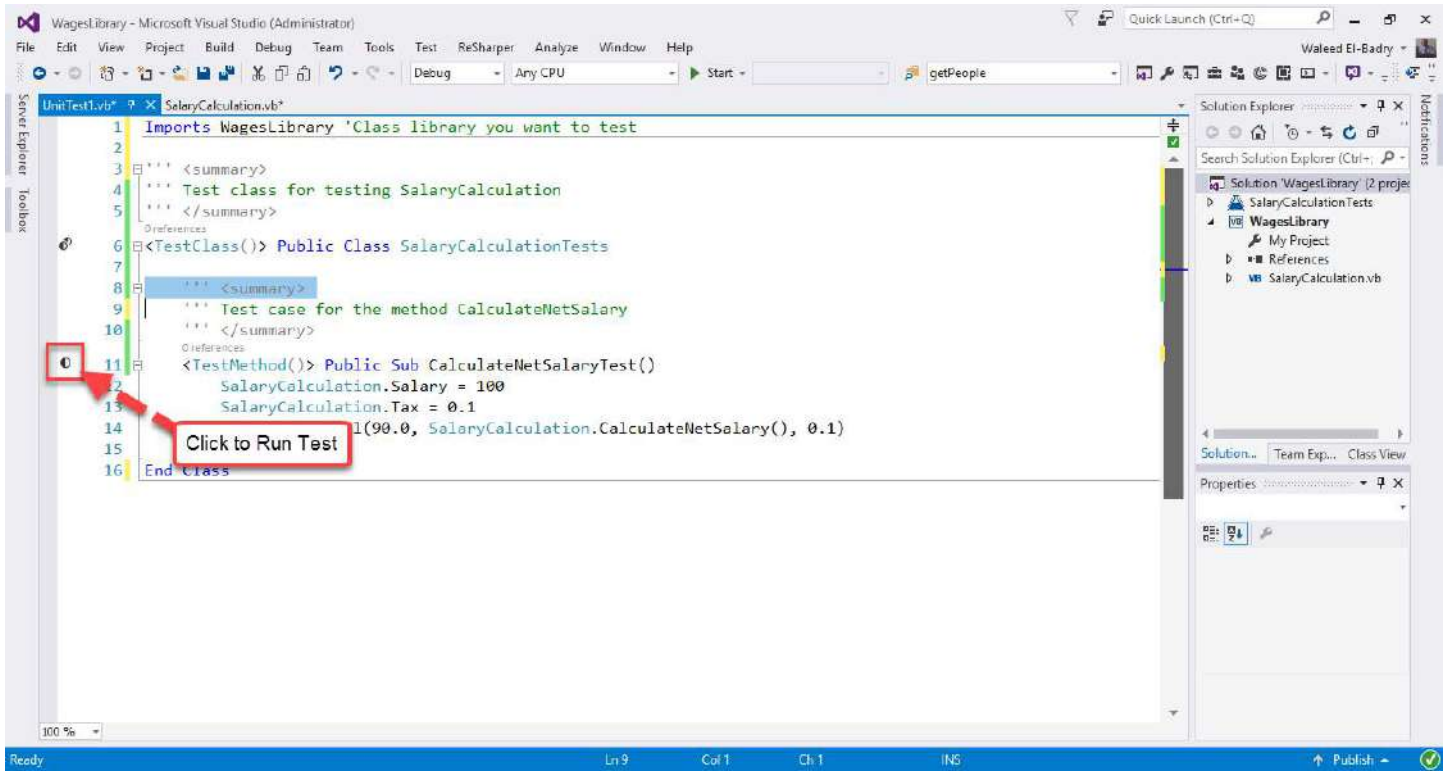 WagesLibrary - Microsoft Visual Studio (Administrator)
Quick Launch (Ctrl+Q)
File Edit View Project Build Debug Team Tools Test ReSharper Analyze Window Help
Waleed El-Badry
Debug Any CPU Start getPeople
Server Explorer
Toolbox
UnitTest1.vb* SalaryCalculation.vb*
1 Imports WagesLibrary 'Class library you want to test
2
3 ''' <summary>
4 ''' Test class for testing SalaryCalculation
5 ''' </summary>
0 references
6 <TestClass()> Public Class SalaryCalculationTests
7
8 ''' <summary>
9 ''' Test case for the method CalculateNetSalary
10 ''' </summary>
0 references
11 <TestMethod()> Public Sub CalculateNetSalaryTest()
12 SalaryCalculation.Salary = 100
13 SalaryCalculation.Tax = 0.1
14 l(90.0, SalaryCalculation.CalculateNetSalary(), 0.1)
15
16 End Class
Click to Run Test
100 %
Solution Explorer
Search Solution Explorer (Ctrl+;
Solution 'WagesLibrary' (2 projec
SalaryCalculationTests
WagesLibrary
My Project
References
VB SalaryCalculation.vb
Solution... Team Exp... Class View
Properties
Notifications
Ready Ln 9 Col 1 Ch 1 INS Publish